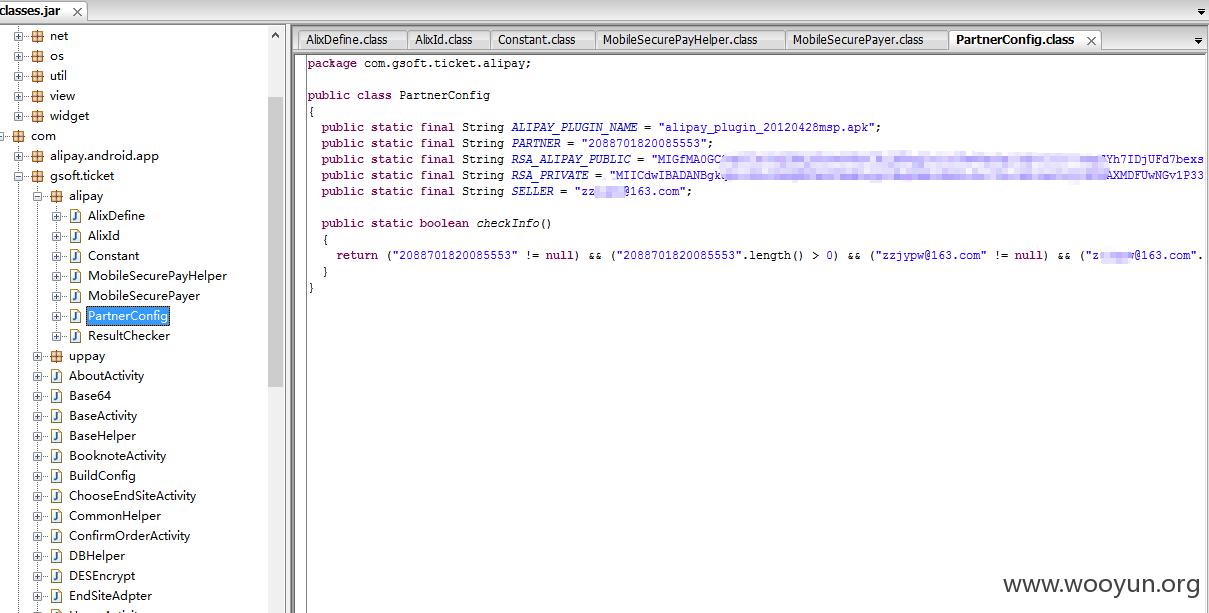 classes.jar
net
os
util
view
widget
com
alipay.android.app
gsoft.ticket
alipay
AlixDefine
AlixId
Constant
MobileSecurePayHelper
MobileSecurePayer
PartnerConfig
ResultChecker
uppay
AboutActivity
Base64
BaseActivity
BaseHelper
BooknoteActivity
BuildConfig
ChooseEndSiteActivity
CommonHelper
ConfirmOrderActivity
DBHelper
DESEncrypt
EndSiteAdpter
AlixDefine.class AlixId.class Constant.class MobileSecurePayHelper.class MobileSecurePayer.class PartnerConfig.class
package com.gsoft.ticket.alipay;
public class PartnerConfig
{
public static final String ALIPAY_PLUGIN_NAME = "alipay_plugin_20120428msp.apk";
public static final String PARTNER = "2088701820085553";
public static final String RSA_ALIPAY_PUBLIC = "MIGfMA0GC Yh7IDjUFd7bexs
public static final String RSA_PRIVATE = "MIICdwIBADANBgk AXMDFUwNGv1P33
public static final String SELLER = "zz @163.com";
public static boolean checkInfo()
{
return ("2088701820085553" != null) && ("2088701820085553".length() > 0) && ("zzjypw@163.com" != null) && ("z @163.com".
}
}
www.wooyun.org